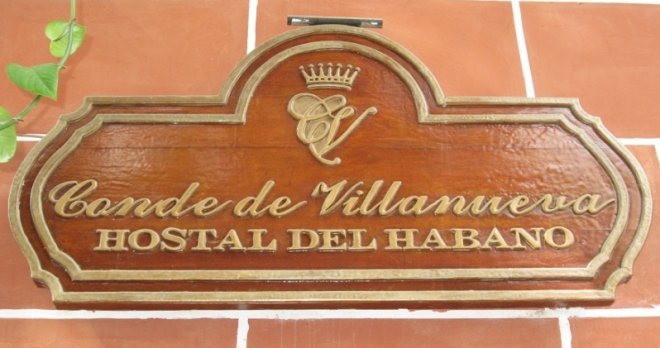 CV
Conde de Villanueva
HOSTAL DEL HABANO